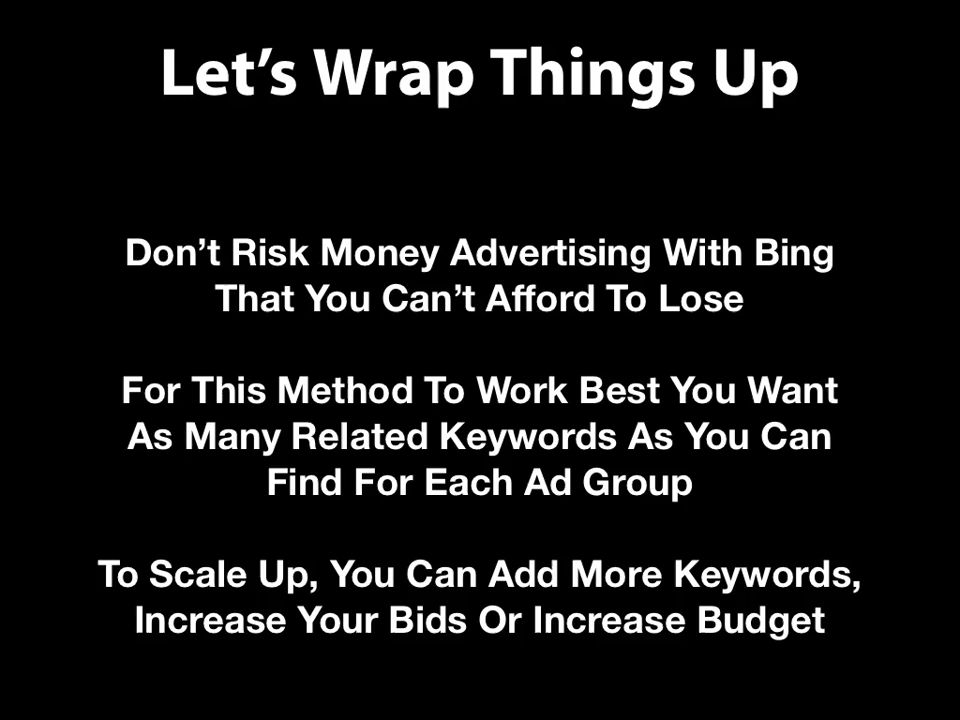 Let’s Wrap Things Up
Don’t Risk Money Advertising With Bing
That You Can’t Afford To Lose
For This Method To Work Best You Want
As Many Related Keywords As You Can
Find For Each Ad Group
To Scale Up, You Can Add More Keywords,
Increase Your Bids Or Increase Budget